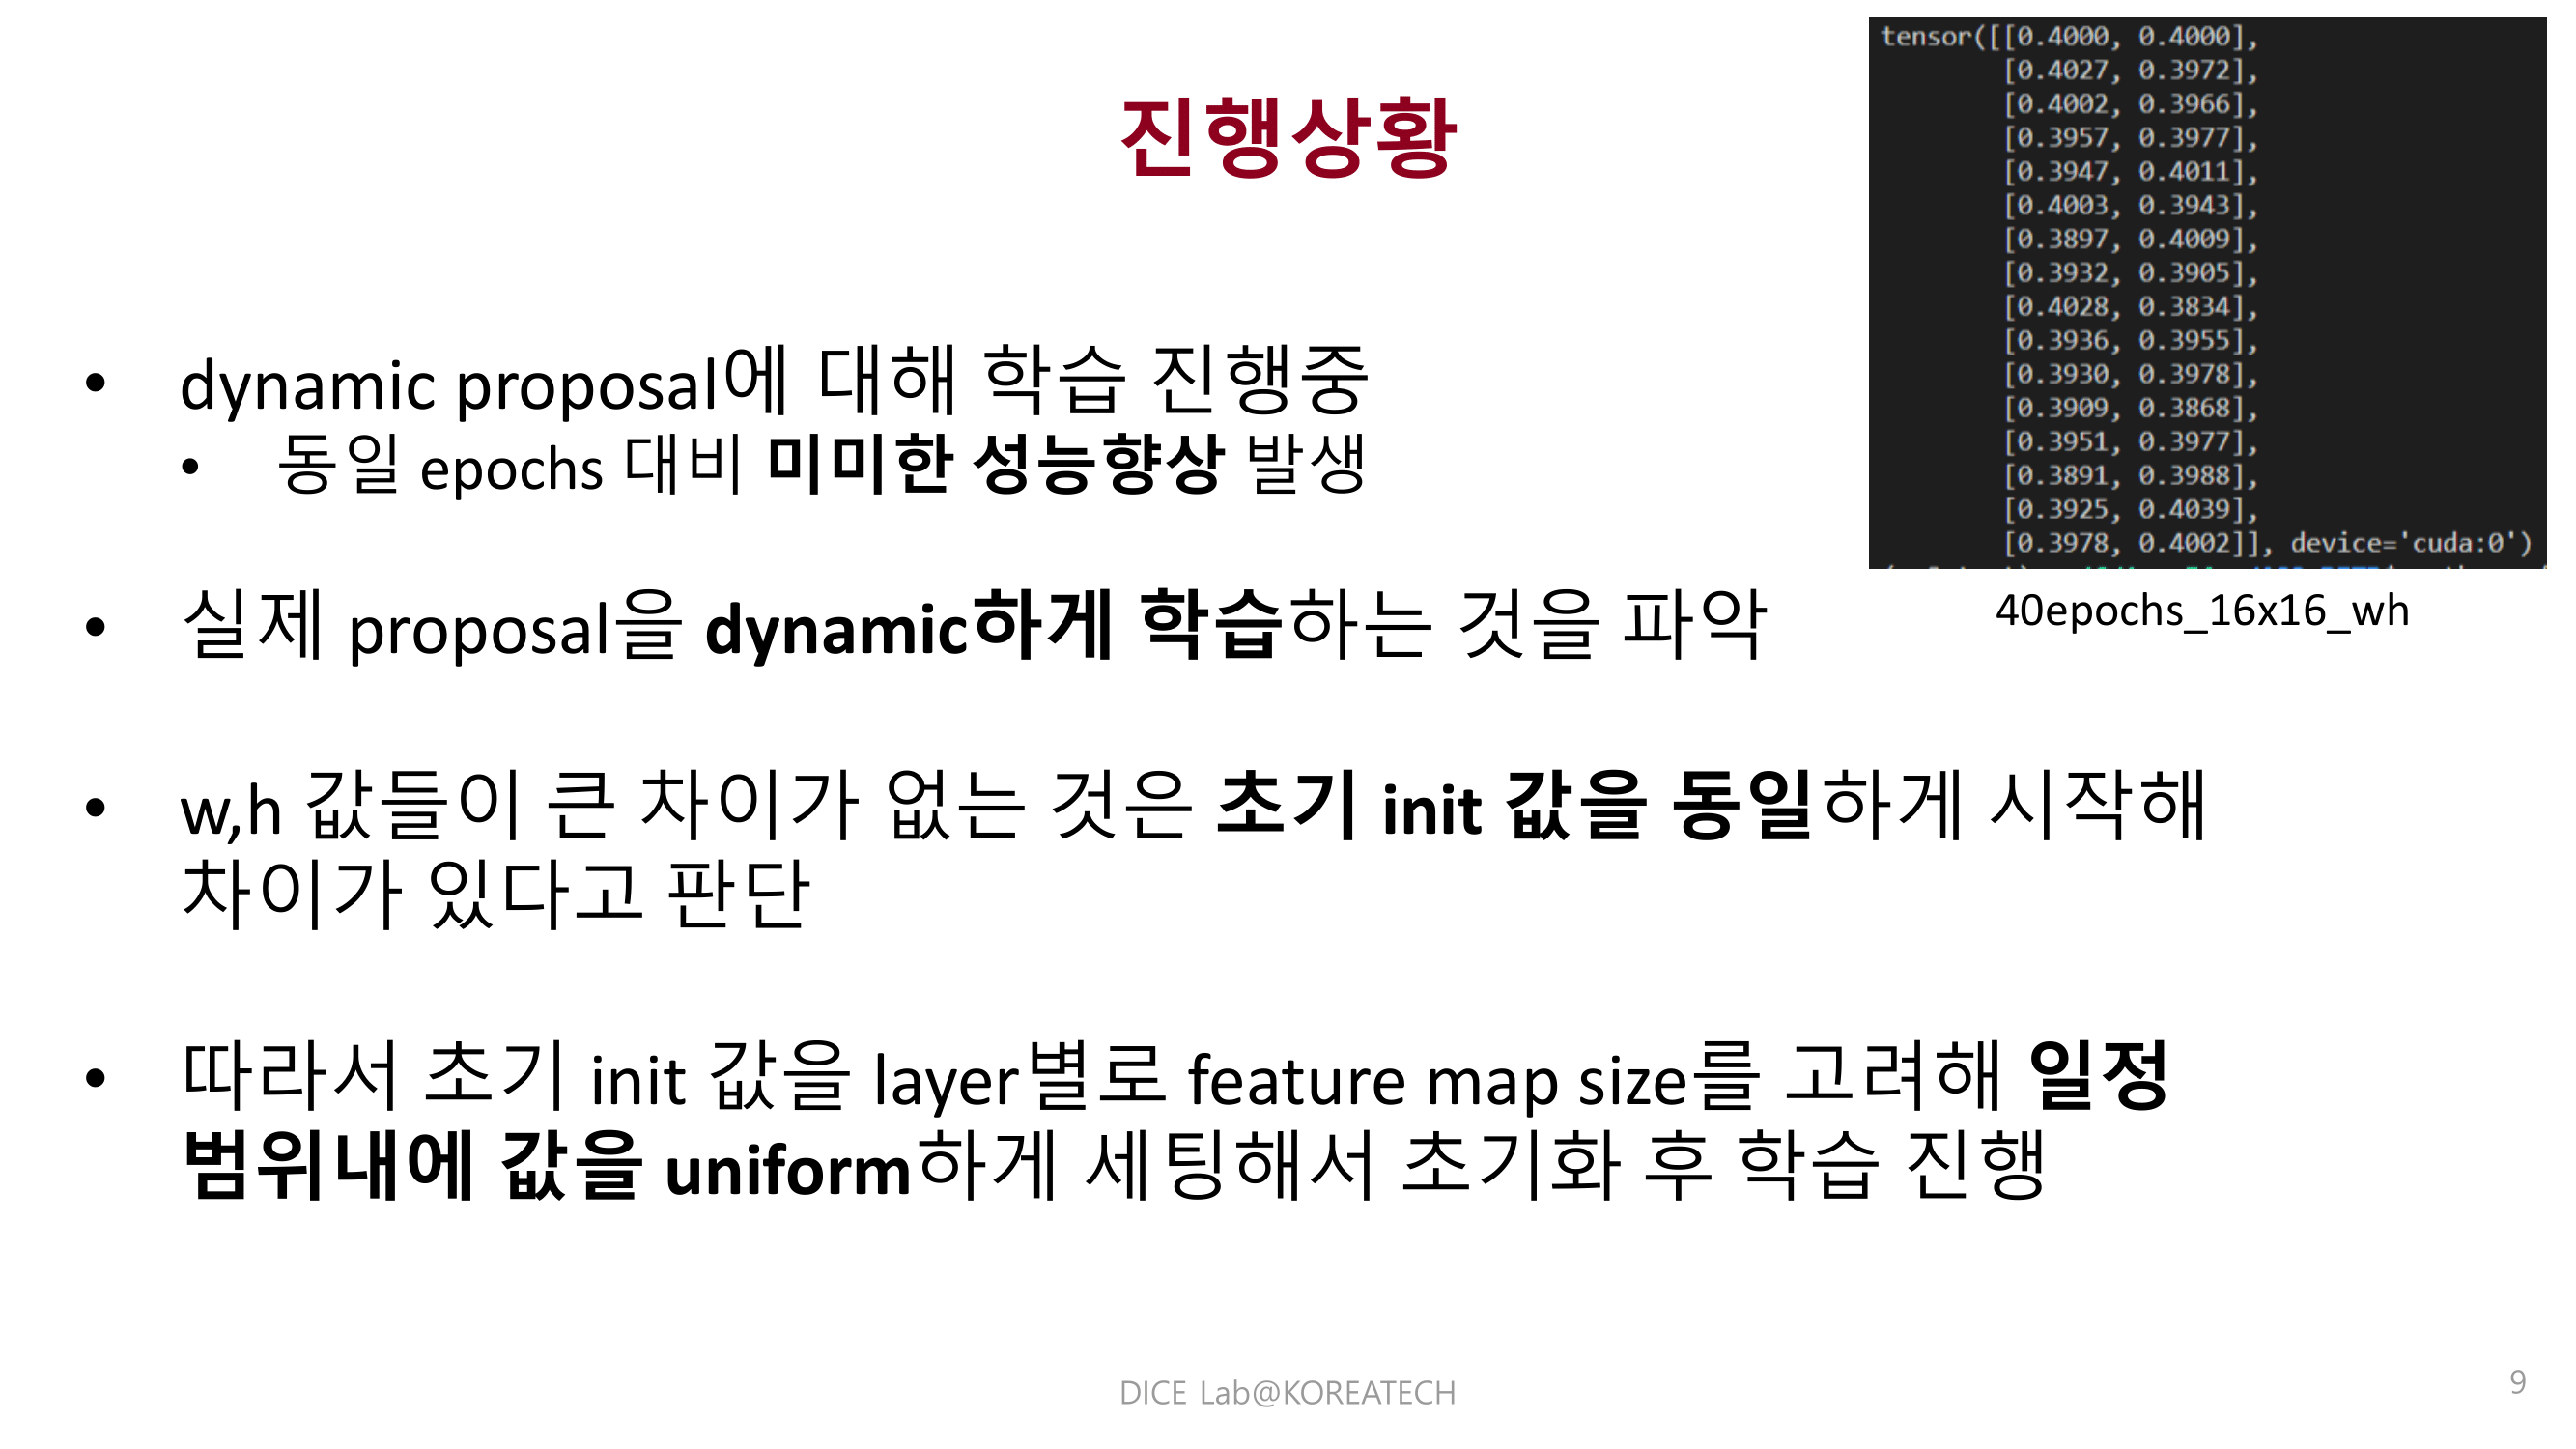 진행상황
tensor([[0.4000, 0.4000],
[0.4027, 0.3972],
[0.4002, 0.3966],
[0.3957, 0.3977],
[0.3947, 0.4011],
[0.4003, 0.3943],
[0.3897, 0.4009],
[0.3932, 0.3905],
[0.4028, 0.3834],
[0.3936, 0.3955],
[0.3930, 0.3978],
[0.3909, 0.3868],
[0.3951, 0.3977],
[0.3891, 0.3988],
[0.3925, 0.4039],
[0.3978, 0.4002]], device='cuda:0')
40epochs_16x16_wh
• dynamic proposal에 대해 학습 진행중
• 동일 epochs 대비 미미한 성능향상 발생
• 실제 proposal을 dynamic하게 학습하는 것을 파악
• w,h 값들이 큰 차이가 없는 것은 초기 init 값을 동일하게 시작해
차이가 있다고 판단
• 따라서 초기 init 값을 layer별로 feature map size를 고려해 일정
범위내에 값을 uniform하게 세팅해서 초기화 후 학습 진행
DICE Lab@KOREATECH
9